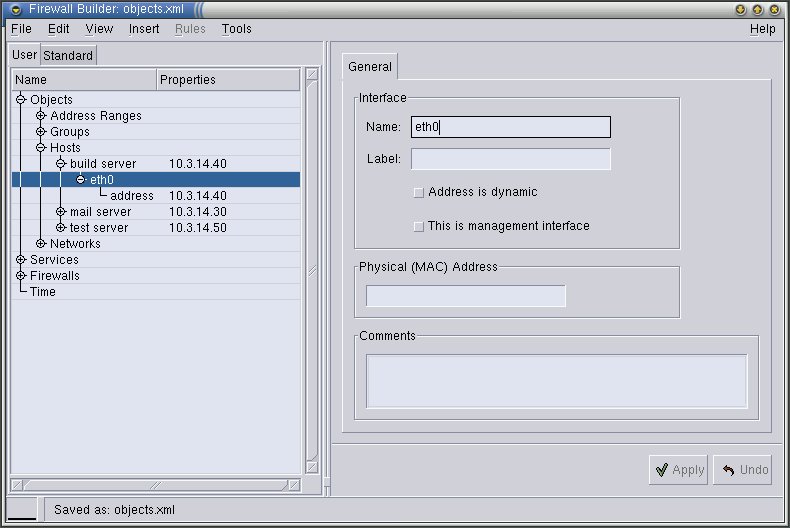 Firewall Builder: objects.xml
File Edit View Insert Rules Tools Help
User Standard
Name Properties
Objects
Address Ranges
Groups
Hosts
build server 10.3.14.40
eth0
address 10.3.14.40
mail server 10.3.14.30
test server 10.3.14.50
Networks
Services
Firewalls
Time
General
Interface
Name: eth0
Label:
Address is dynamic
This is management interface
Physical (MAC) Address
Comments
Apply Undo
Saved as: objects.xml